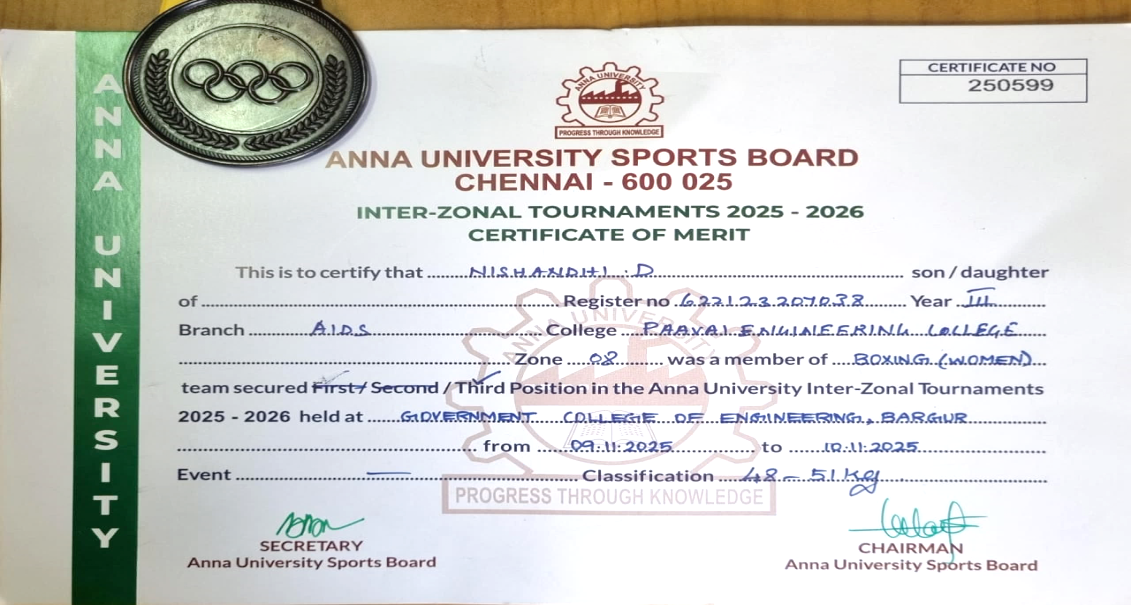 ANNA UNIVERSITY
CERTIFICATE NO
250599
ANNA UNIVERSITY
PROGRESS THROUGH KNOWLEDGE
ANNA UNIVERSITY SPORTS BOARD
CHENNAI - 600 025
INTER-ZONAL TOURNAMENTS 2025 - 2026
CERTIFICATE OF MERIT
This is to certify that NISHANDHI . D son / daughter
of Register no 622123207038 Year III
Branch AIDS College PAAVAI ENGINEERING COLLEGE
Zone 08 was a member of BOXING (WOMEN)
team secured First / Second / Third Position in the Anna University Inter-Zonal Tournaments
2025 - 2026 held at GOVERNMENT COLLEGE OF ENGINEERING, BARGUR
from 09.11.2025 to 10.11.2025
Event — Classification 48 - 51 kg
ANNA UNIVERSITY
PROGRESS THROUGH KNOWLEDGE
SECRETARY
Anna University Sports Board
CHAIRMAN
Anna University Sports Board